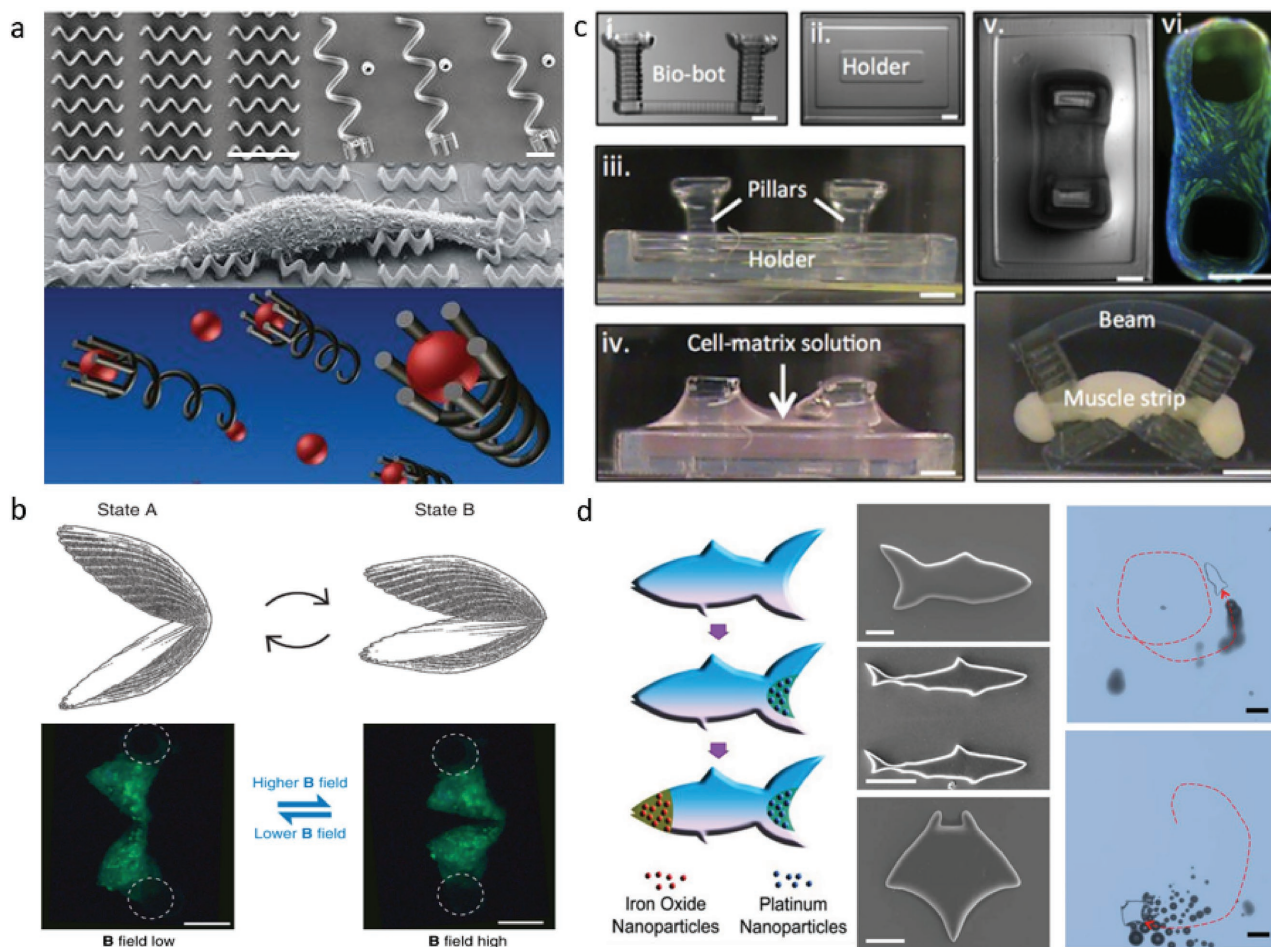 a
c
i.
Bio-bot
ii.
Holder
iii.
Pillars
Holder
iv.
Cell-matrix solution
v.
vi.
Beam
Muscle strip
b
State A
State B
Higher B field
Lower B field
B field low
B field high
d
Iron Oxide
Nanoparticles
Platinum
Nanoparticles